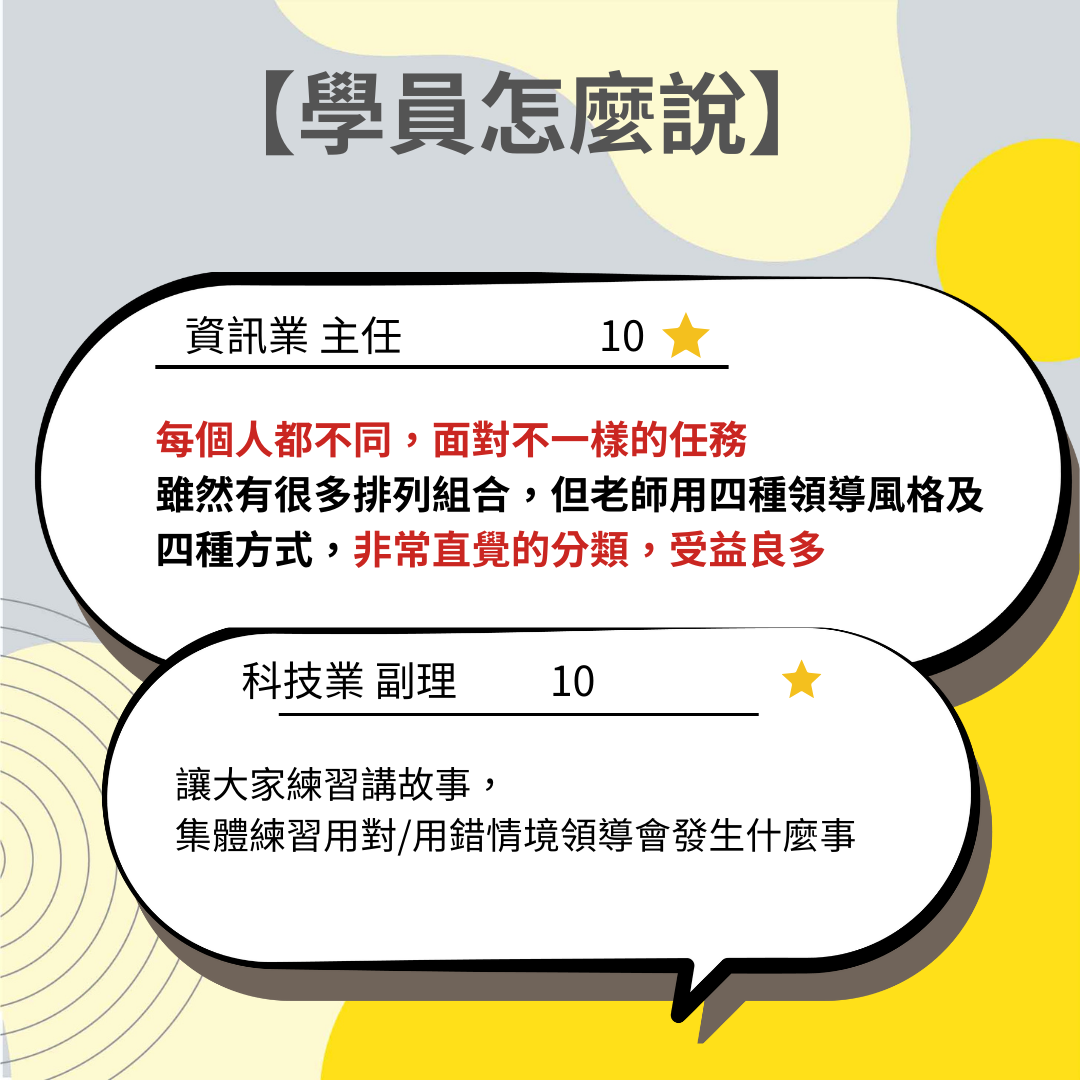 【學員怎麼說】
資訊業 主任 10
每個人都不同，面對不一樣的任務
雖然有很多排列組合，但老師用四種領導風格及
四種方式，非常直覺的分類，受益良多
科技業 副理 10
讓大家練習講故事，
集體練習用對/用錯情境領導會發生什麼事